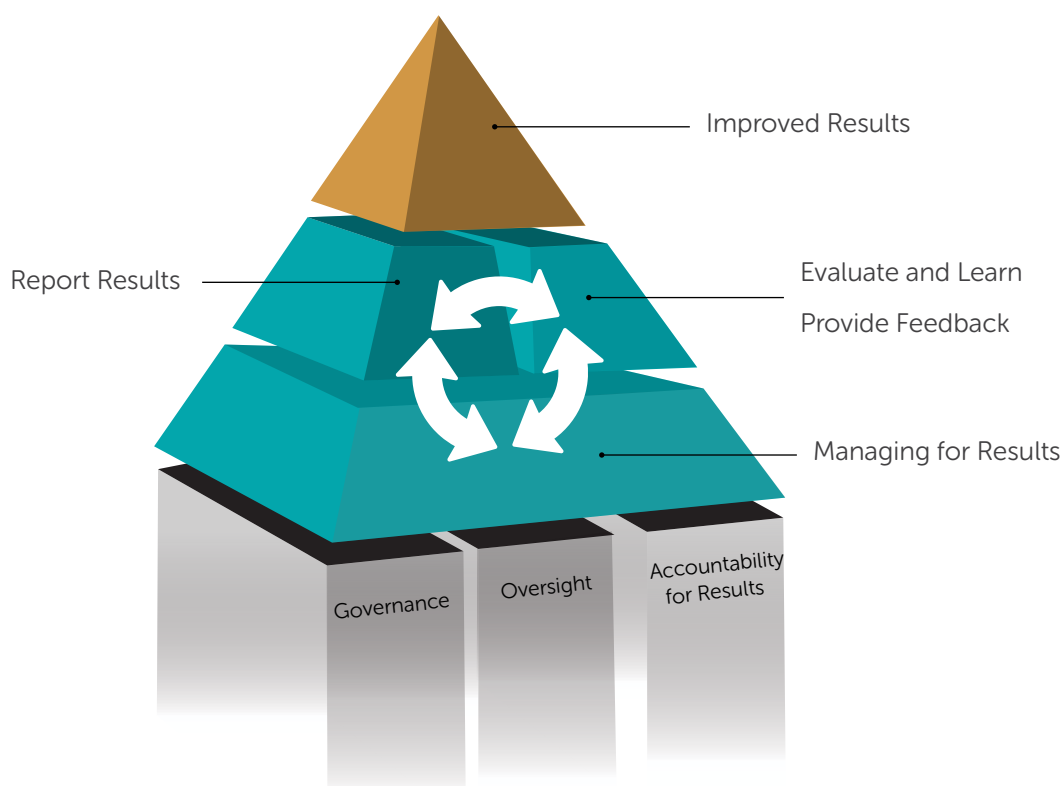 Improved Results
Report Results
Evaluate and Learn
Provide Feedback
Managing for Results
Governance
Oversight
Accountability
for Results